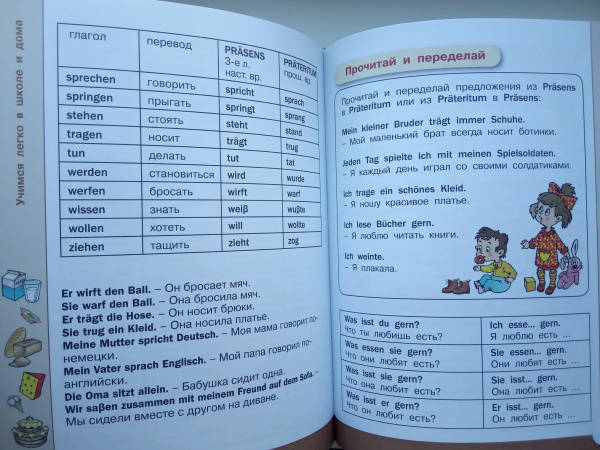 Учимся легко в школе и дома
глагол перевод PRÄSENS 3-е л. наст. вр. PRÄTERITUM прош. вр.
sprechen говорить spricht sprach
springen прыгать springt sprang
stehen стоять steht stand
tragen носит trägt trug
tun делать tut tat
werden становиться wird wurde
werfen бросать wirft warf
wissen знать weiβ wuβte
wollen хотеть will wollte
ziehen тащить zieht zog
Er wirft den Ball. – Он бросает мяч.
Sie warf den Ball. – Она бросила мяч.
Er trägt die Hose. – Он носит брюки.
Sie trug ein Kleid. – Она носила платье.
Meine Mutter spricht Deutsch. – Моя мама говорит по-
немецки.
Mein Vater sprach Englisch. – Мой папа говорил по-
английски.
Die Oma sitzt allein. – Бабушка сидит одна.
Wir saßen zusammen mit meinem Freund auf dem Sofa. –
Мы сидели вместе с другом на диване.
Прочитай и переделай
Прочитай и переделай предложения из Präsens
в Präteritum или из Präteritum в Präsens:
Mein kleiner Bruder trägt immer Schuhe.
– Мой маленький брат всегда носит ботинки.
Jeden Tag spielte ich mit meinen Spielsoldaten.
– Я каждый день играл со своими солдатиками.
Ich trage ein schönes Kleid.
– Я ношу красивое платье.
Ich lese Bücher gern.
– Я люблю читать книги.
Ich weinte.
– Я плакала.
Was isst du gern? Ich esse... gern.
Что ты любишь есть? Я люблю есть ...
Was essen sie gern? Sie essen... gern.
Что они любят есть? Они любят есть ...
Was isst sie gern? Sie isst... gern.
Что она любит есть? Она любит есть ...
Was isst er gern? Er isst... gern.
Что он любит есть? Он любит есть ...